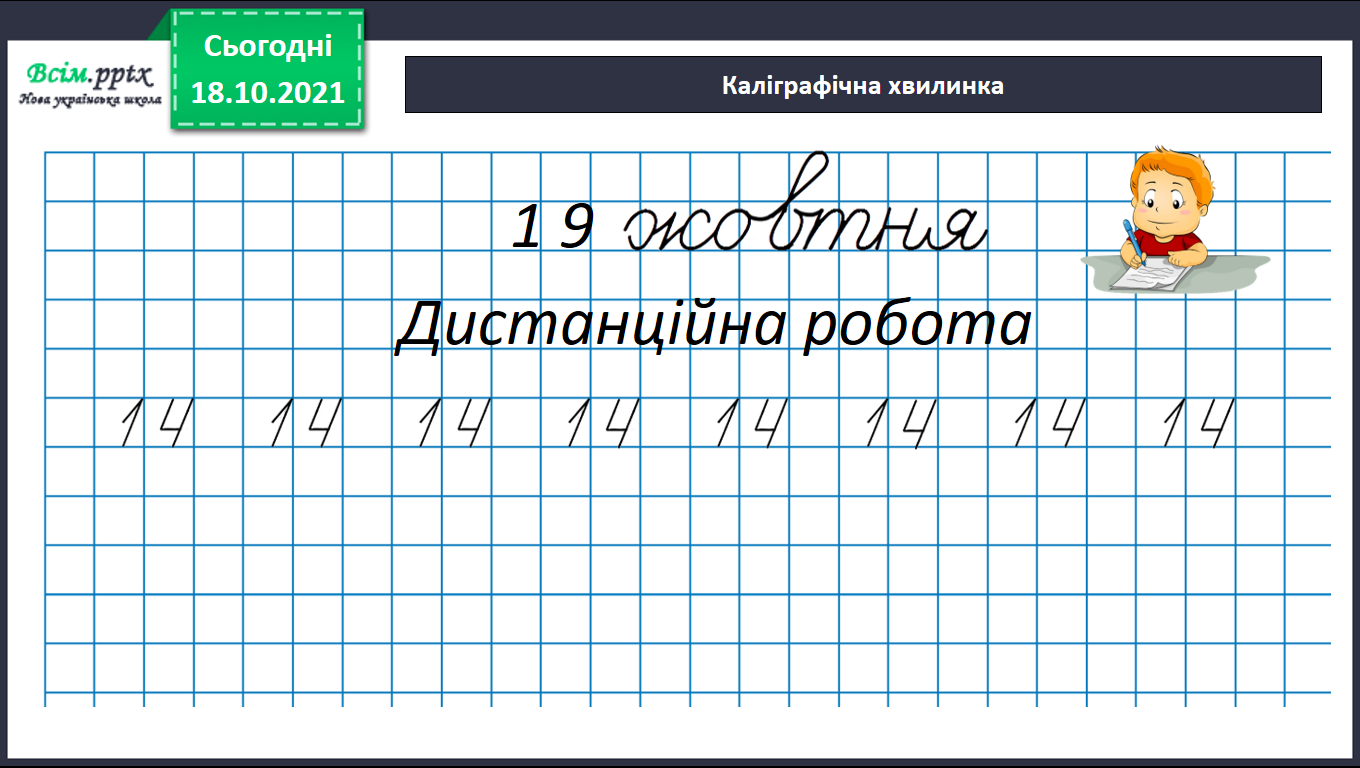 Всім.pptx
Нова українська школа
Сьогодні
18.10.2021
Каліграфічна хвилинка
19 жовтня
Дистанційна робота
14 14 14 14 14 14 14 14